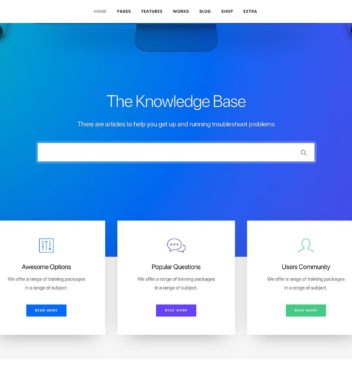 HOME PAGES FEATURES WORKS BLOG SHOP EXTRA
The Knowledge Base
There are articles to help you get up and running troubleshoot problems.
Awesome Options
We offer a range of training packages
in a range of subject.
READ MORE
Popular Questions
We offer a range of training packages
in a range of subject.
READ MORE
Users Community
We offer a range of training packages
in a range of subject.
READ MORE